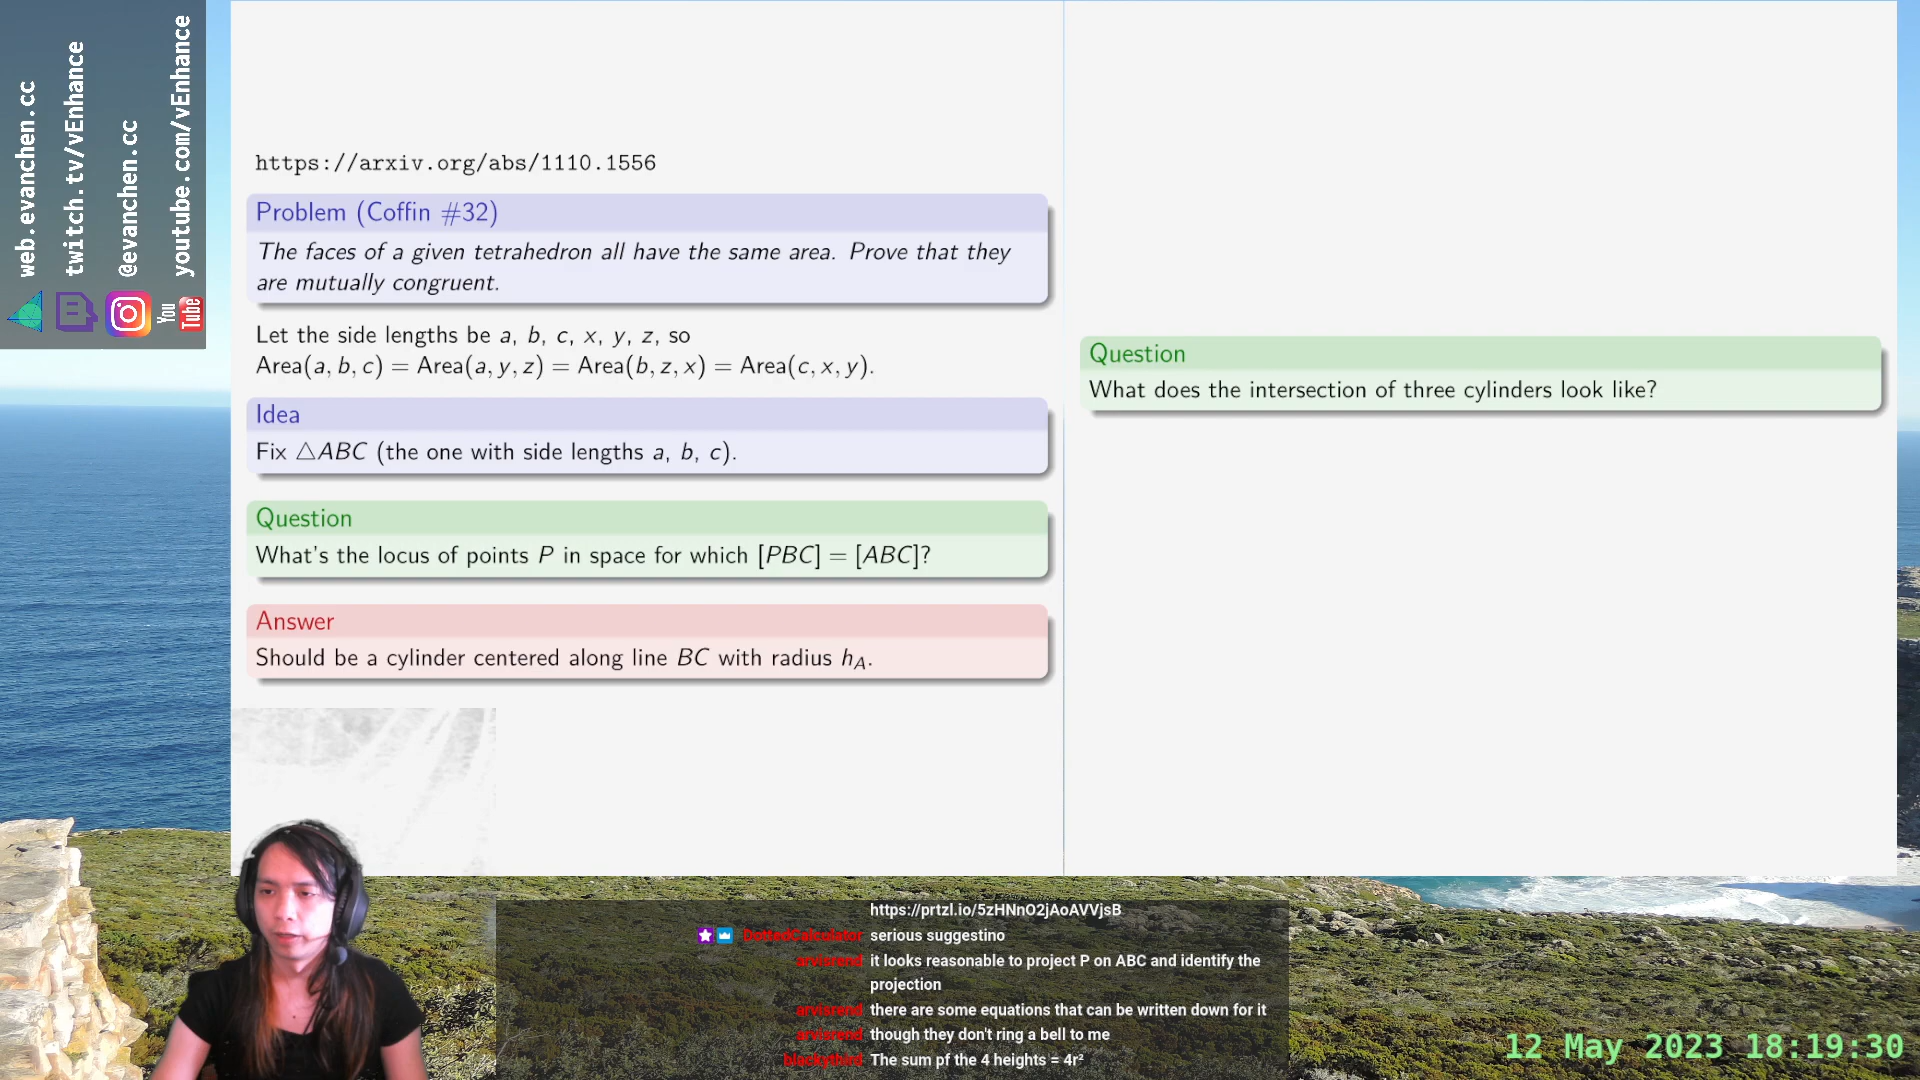 web.evanchen.cc
twitch.tv/vEnhance
@evanchen.cc
youtube.com/vEnhance
You
Tube
https://arxiv.org/abs/1110.1556
Problem (Coffin #32)
The faces of a given tetrahedron all have the same area. Prove that they
are mutually congruent.
Let the side lengths be a, b, c, x, y, z, so
Area(a, b, c) = Area(a, y, z) = Area(b, z, x) = Area(c, x, y).
Idea
Fix △ABC (the one with side lengths a, b, c).
Question
What's the locus of points P in space for which [PBC] = [ABC]?
Answer
Should be a cylinder centered along line BC with radius h_A.
Question
What does the intersection of three cylinders look like?
https://prtzl.io/5zHNnO2jAoAVVjsB
DottedCalculator serious suggestino
arvisrend it looks reasonable to project P on ABC and identify the
projection
arvisrend there are some equations that can be written down for it
arvisrend though they don't ring a bell to me
The sum pf the 4 heights = 4r²
12 May 2023 18:19:30